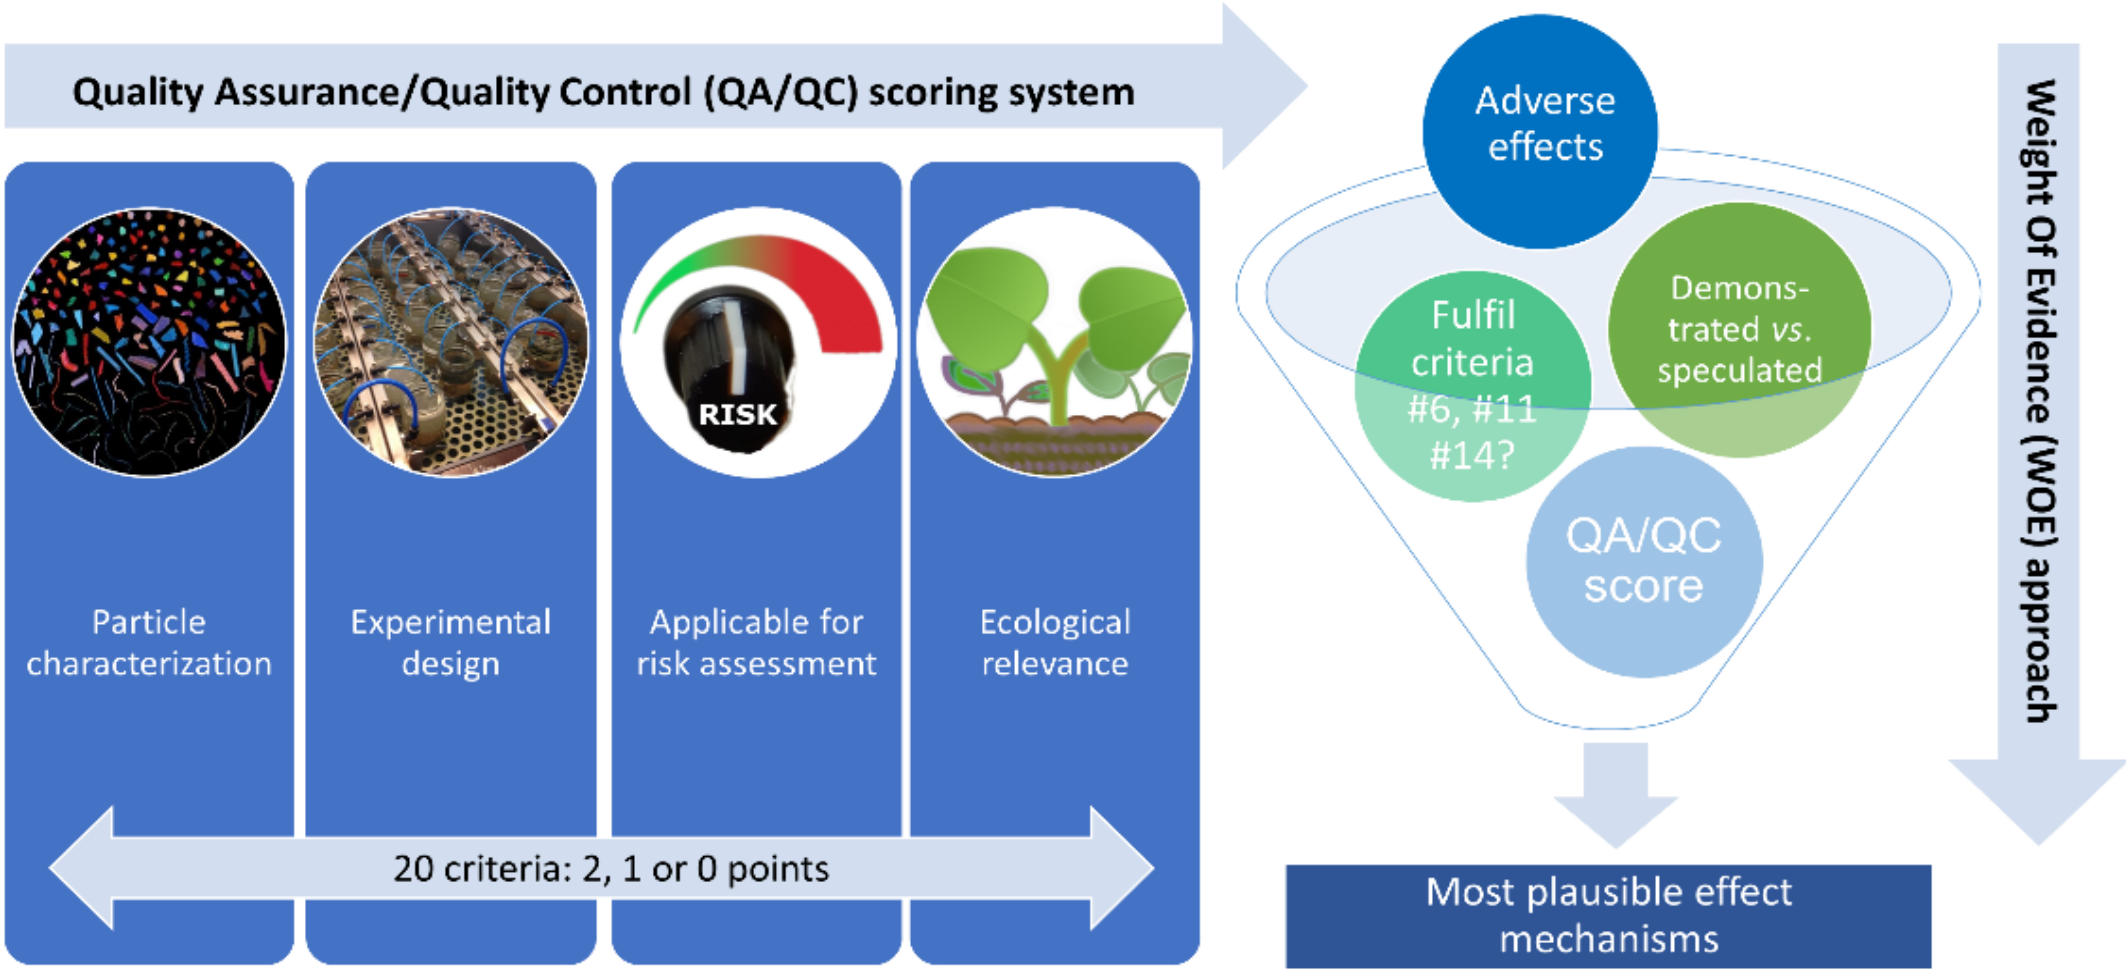 Quality Assurance/Quality Control (QA/QC) scoring system
RISK
Particle
characterization
Experimental
design
Applicable for
risk assessment
Ecological
relevance
20 criteria: 2, 1 or 0 points
Adverse
effects
Fulfil
criteria
#6, #11
#14?
Demons-
trated vs.
speculated
QA/QC
score
Most plausible effect
mechanisms
Weight Of Evidence (WOE) approach